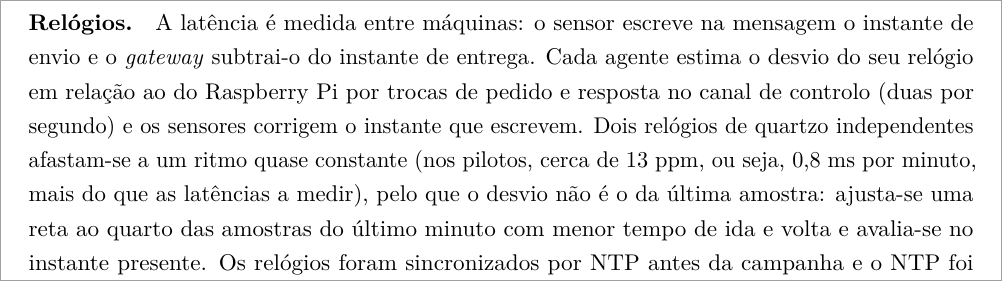 Relógios. A latência é medida entre máquinas: o sensor escreve na mensagem o instante de
envio e o gateway subtrai-o do instante de entrega. Cada agente estima o desvio do seu relógio
em relação ao do Raspberry Pi por trocas de pedido e resposta no canal de controlo (duas por
segundo) e os sensores corrigem o instante que escrevem. Dois relógios de quartzo independentes
afastam-se a um ritmo quase constante (nos pilotos, cerca de 13 ppm, ou seja, 0,8 ms por minuto,
mais do que as latências a medir), pelo que o desvio não é o da última amostra: ajusta-se uma
reta ao quarto das amostras do último minuto com menor tempo de ida e volta e avalia-se no
instante presente. Os relógios foram sincronizados por NTP antes da campanha e o NTP foi